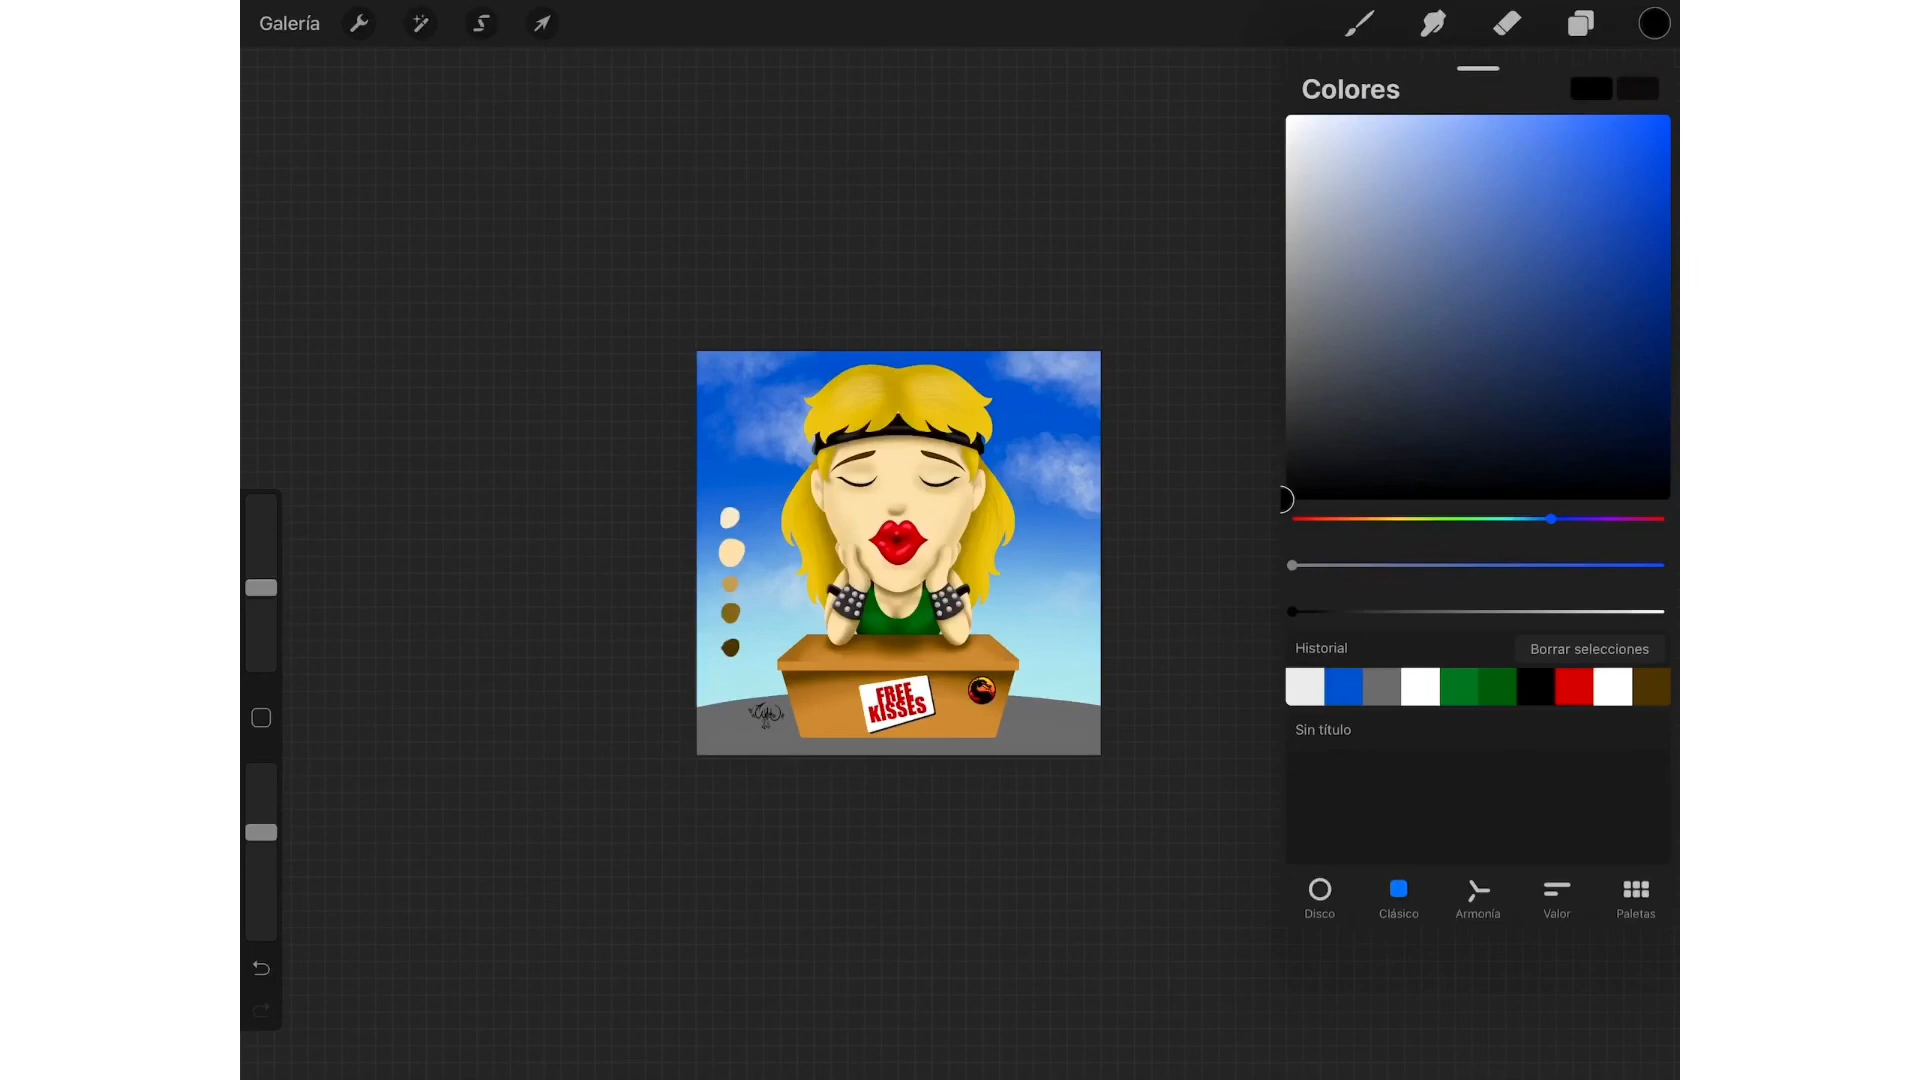 Galería
Colores
Historial
Borrar selecciones
Sin título
Disco
Clásico
Armonía
Valor
Paletas
FREE
KISSES